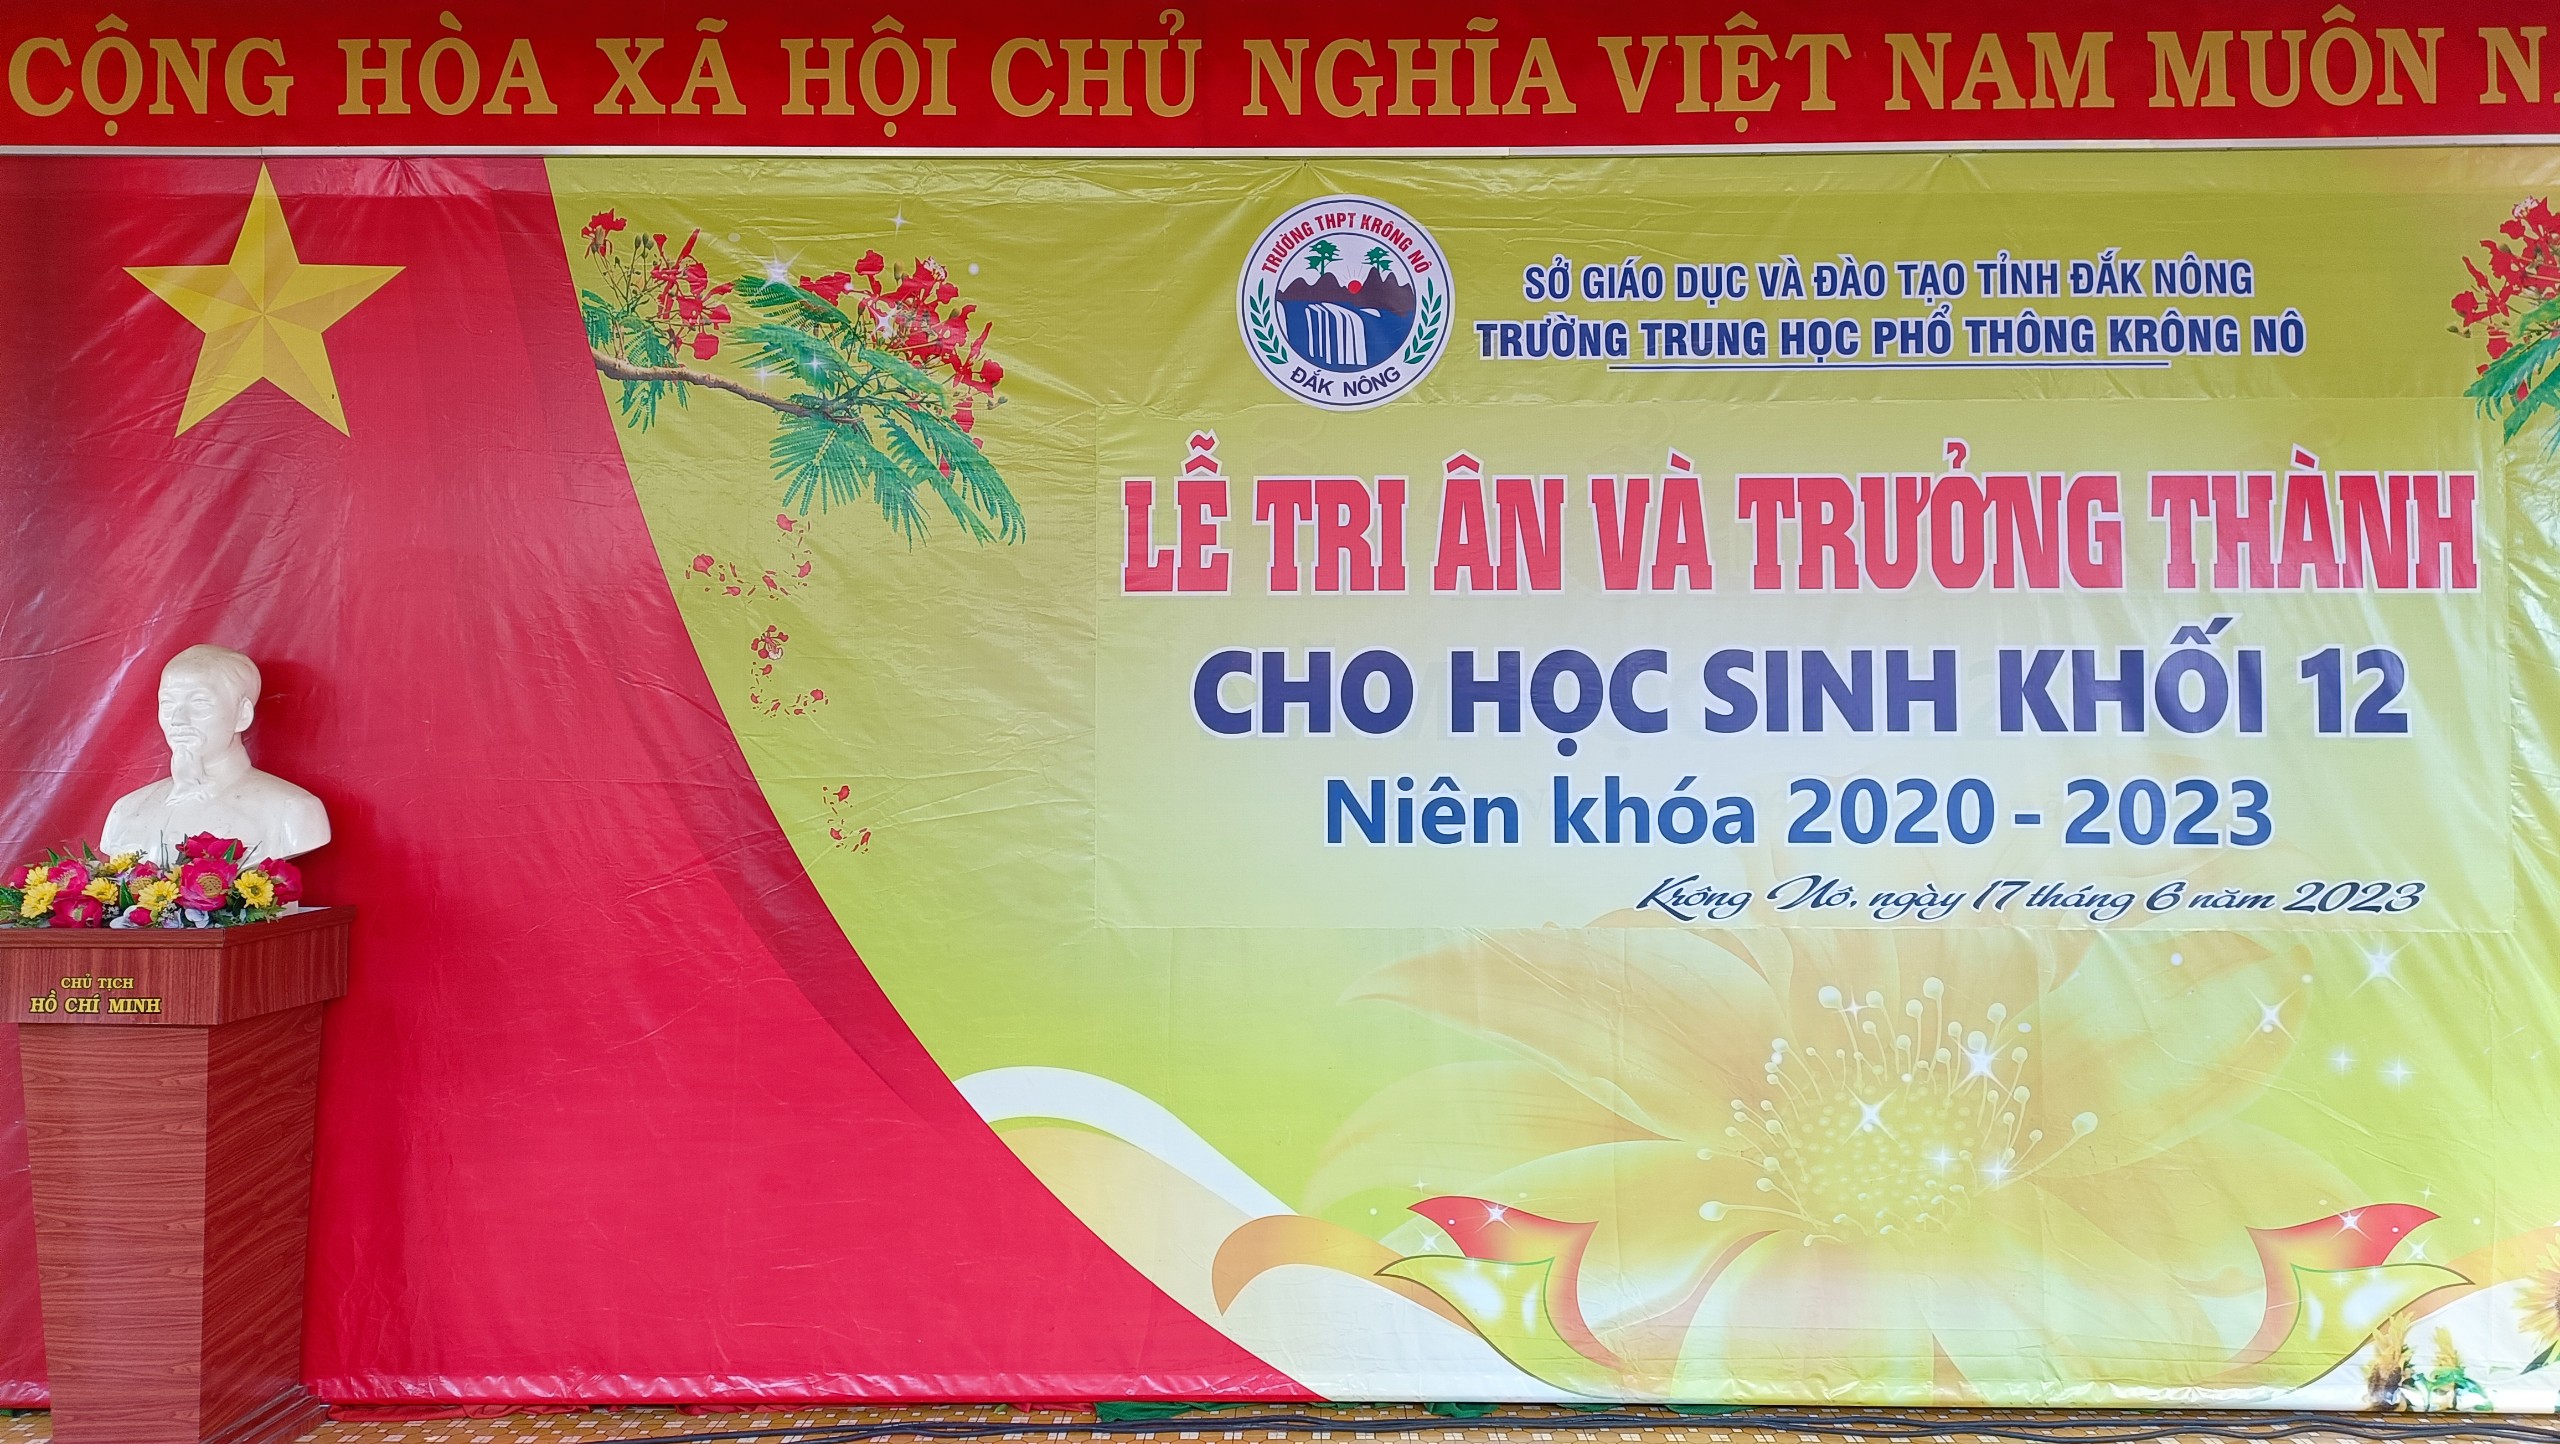 CỘNG HÒA XÃ HỘI CHỦ NGHĨA VIỆT NAM MUÔN
TRƯỜNG THPT KRÔNG NÔ
ĐẮK NÔNG
SỞ GIÁO DỤC VÀ ĐÀO TẠO TỈNH ĐẮK NÔNG
TRƯỜNG TRUNG HỌC PHỔ THÔNG KRÔNG NÔ
LỄ TRI ÂN VÀ TRƯỞNG THÀNH
CHO HỌC SINH KHỐI 12
Niên khóa 2020 - 2023
Krông Nô, ngày 17 tháng 6 năm 2023
CHỦ TỊCH
HỒ CHÍ MINH